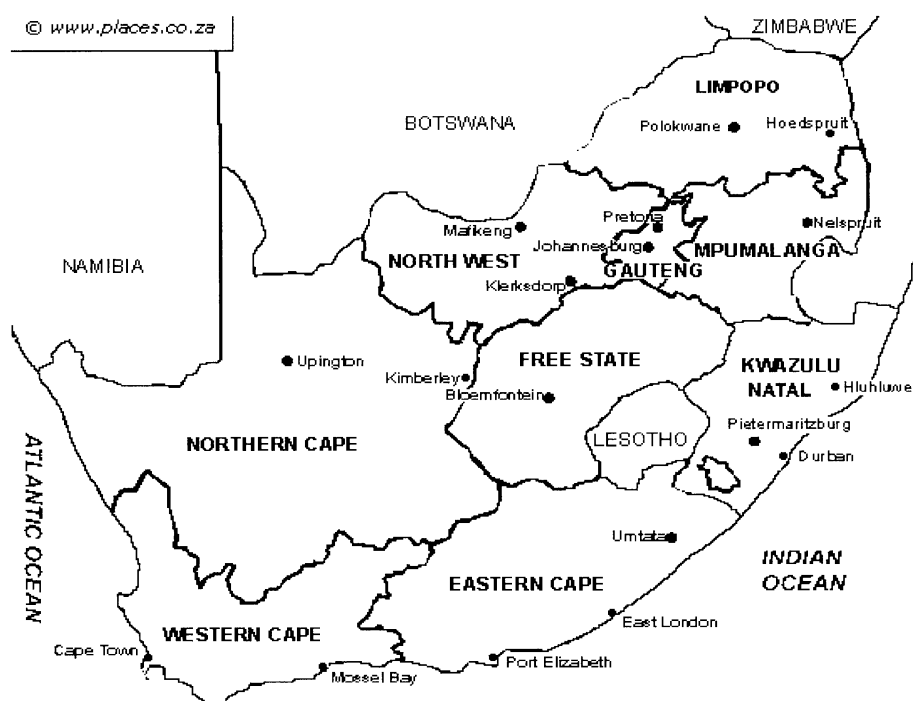 © www.places.co.za
ZIMBABWE
LIMPOPO
BOTSWANA
Polokwane
Hoedspruit
Mafikeng
Pretoria
Nelspruit
Johannesburg
NORTH WEST
MPUMALANGA
NAMIBIA
GAUTENG
Klerksdorp
Upington
FREE STATE
KWAZULU
NATAL
Kimberley
Hluhluwe
Bloemfontein
Pietermaritzburg
NORTHERN CAPE
LESOTHO
Durban
ATLANTIC OCEAN
Umtata
INDIAN
OCEAN
EASTERN CAPE
East London
WESTERN CAPE
Cape Town
Port Elizabeth
Mossel Bay